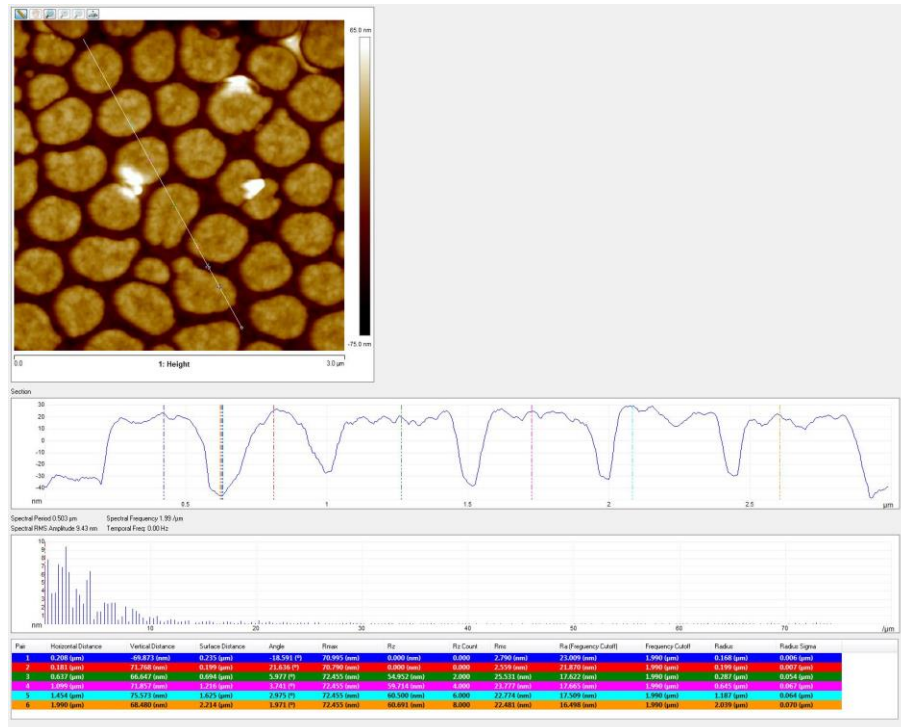 65.0 nm
-75.0 nm
0.0 1: Height 3.0 µm
Section
30
20
10
0
-10
-20
-30
-40
nm 0.5 1 1.5 2 2.5 µm
Spectral Period 0.503 µm Spectral Frequency 1.99 /µm
Spectral RMS Amplitude 9.43 nm Temporal Freq: 0.00 Hz
10
9
8
7
6
5
4
3
2
1
nm 10 20 30 40 50 60 70 /µm
Pair Horizontal Distance Vertical Distance Surface Distance Angle Rmax Rz Rz Count Rms Ra (Frequency Cutoff) Frequency Cutoff Radius Radius Sigma
1 0.208 (µm) -69.873 (nm) 0.235 (µm) -18.591 (º) 70.995 (nm) 0.000 (nm) 0.000 2.790 (nm) 23.009 (nm) 1.990 (µm) 0.168 (µm) 0.006 (µm)
2 0.181 (µm) 71.768 (nm) 0.199 (µm) 21.636 (º) 70.790 (nm) 0.000 (nm) 0.000 2.559 (nm) 21.870 (nm) 1.990 (µm) 0.199 (µm) 0.007 (µm)
3 0.637 (µm) 66.647 (nm) 0.694 (µm) 5.977 (º) 72.455 (nm) 54.952 (nm) 2.000 25.531 (nm) 17.622 (nm) 1.990 (µm) 0.287 (µm) 0.054 (µm)
4 1.099 (µm) 71.857 (nm) 1.216 (µm) 3.741 (º) 72.455 (nm) 59.714 (nm) 4.000 23.777 (nm) 17.665 (nm) 1.990 (µm) 0.645 (µm) 0.067 (µm)
5 1.454 (µm) 75.573 (nm) 1.625 (µm) 2.975 (º) 72.455 (nm) 60.500 (nm) 6.000 22.774 (nm) 17.509 (nm) 1.990 (µm) 1.187 (µm) 0.064 (µm)
6 1.990 (µm) 68.480 (nm) 2.214 (µm) 1.971 (º) 72.455 (nm) 60.691 (nm) 8.000 22.481 (nm) 16.498 (nm) 1.990 (µm) 2.039 (µm) 0.070 (µm)